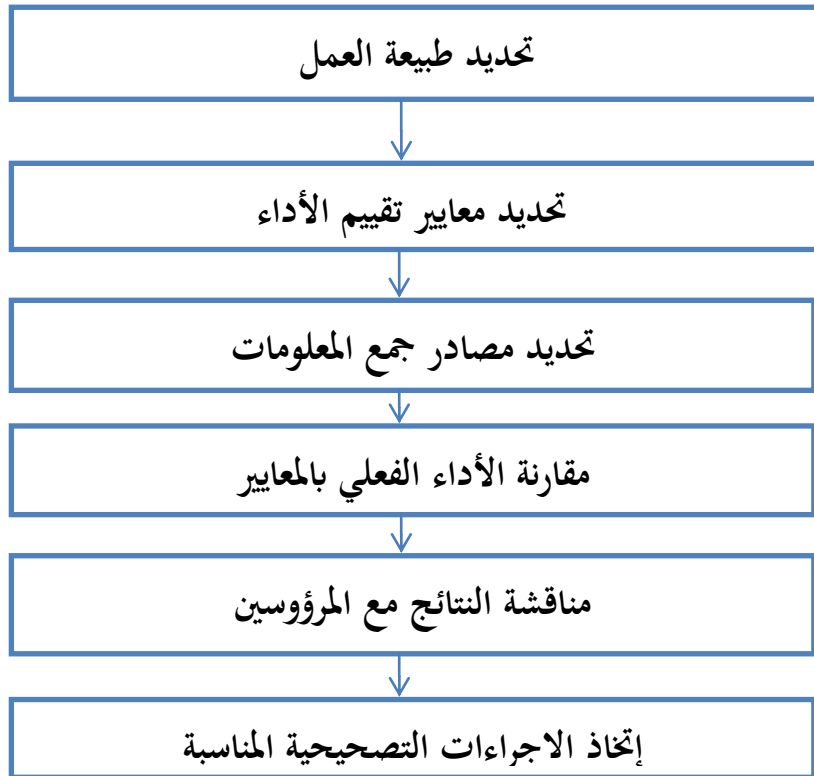 تحديد طبيعة العمل
تحديد معايير تقييم الأداء
تحديد مصادر جمع المعلومات
مقارنة الأداء الفعلي بالمعايير
مناقشة النتائج مع المرؤوسين
إتخاذ الاجراءات التصحيحية المناسبة